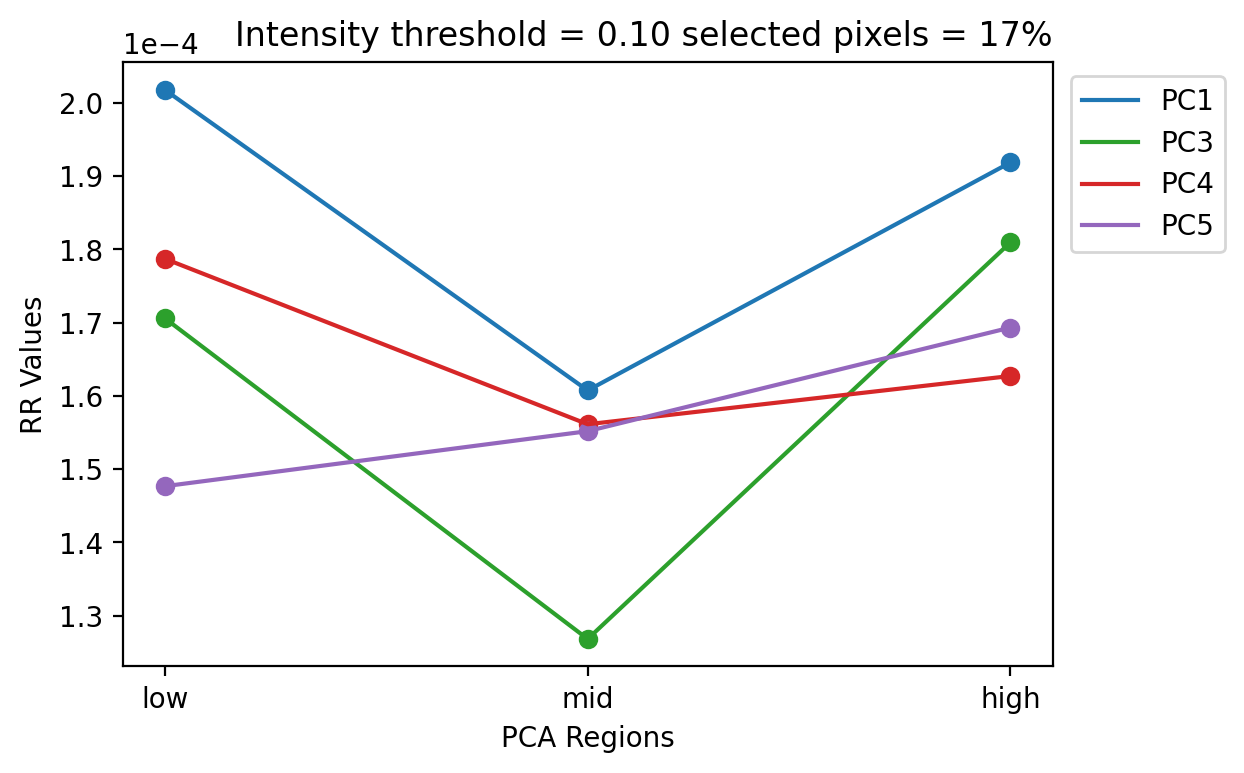 1e−4
Intensity threshold = 0.10 selected pixels = 17%
2.0
1.9
1.8
1.7
1.6
1.5
1.4
1.3
RR Values
low
mid
high
PCA Regions
PC1
PC3
PC4
PC5